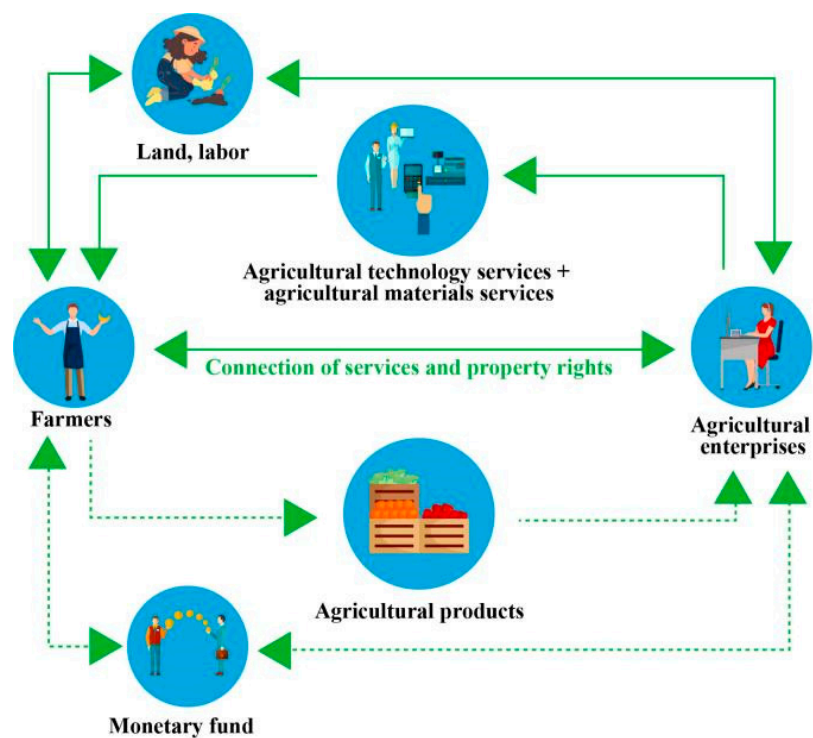 Land, labor
Agricultural technology services +
agricultural materials services
Connection of services and property rights
Farmers
Agricultural
enterprises
Agricultural products
Monetary fund